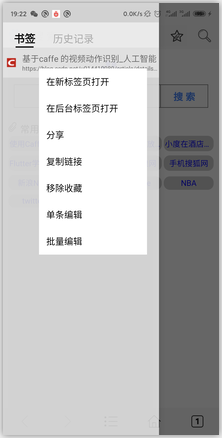 19:22
0.0K/s
书签
历史记录
基于caffe 的视频动作识别_人工智能
在新标签页打开
在后台标签页打开
分享
复制链接
移除收藏
单条编辑
批量编辑
搜索
小度在酒店...
手机搜狐网
NBA
1